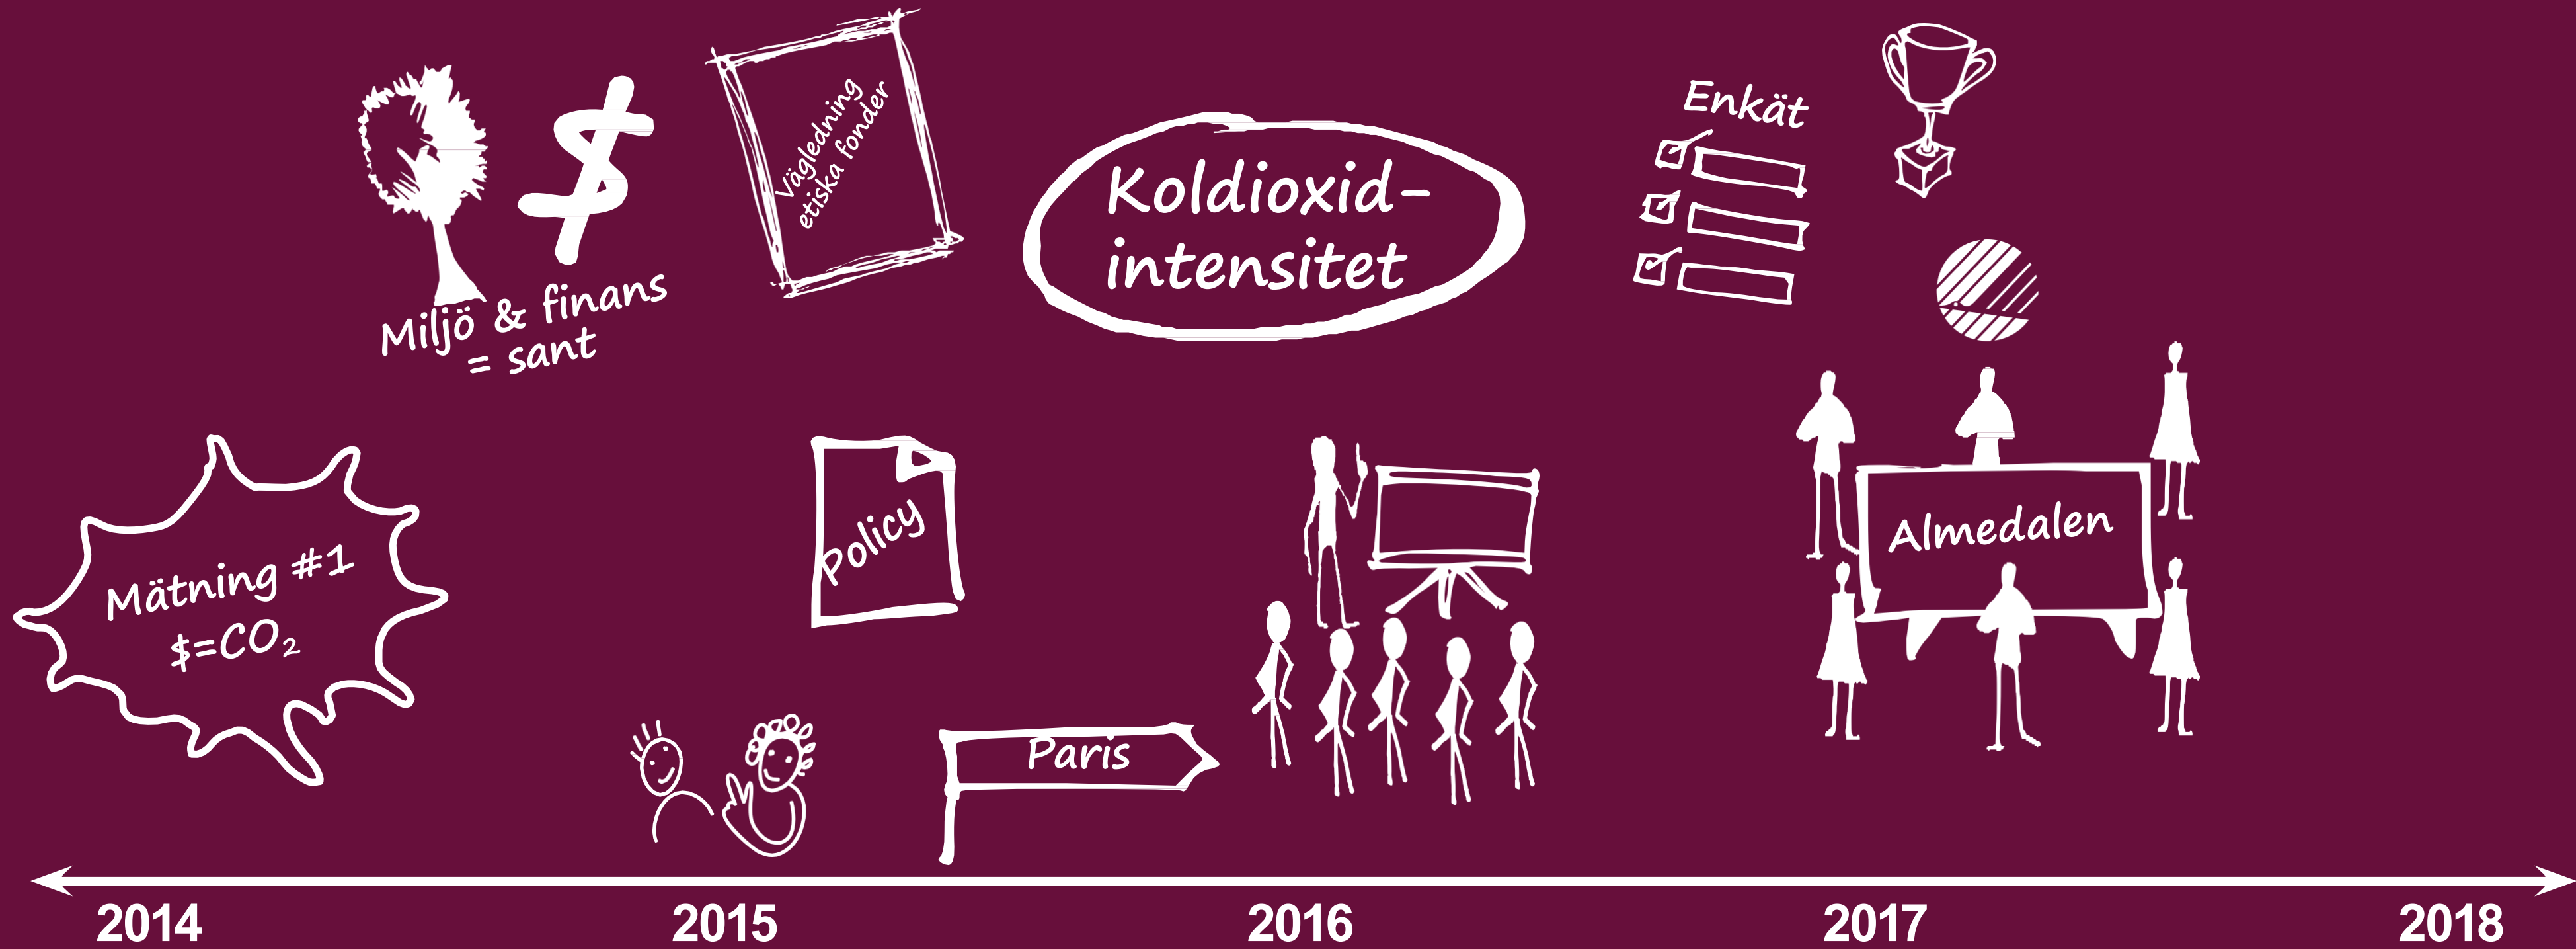 Miljö & finans
= sant
Vägledning
etiska fonder
Koldioxid-
intensitet
Enkät
Mätning #1
$=CO₂
Policy
Paris
Almedalen
2014
2015
2016
2017
2018